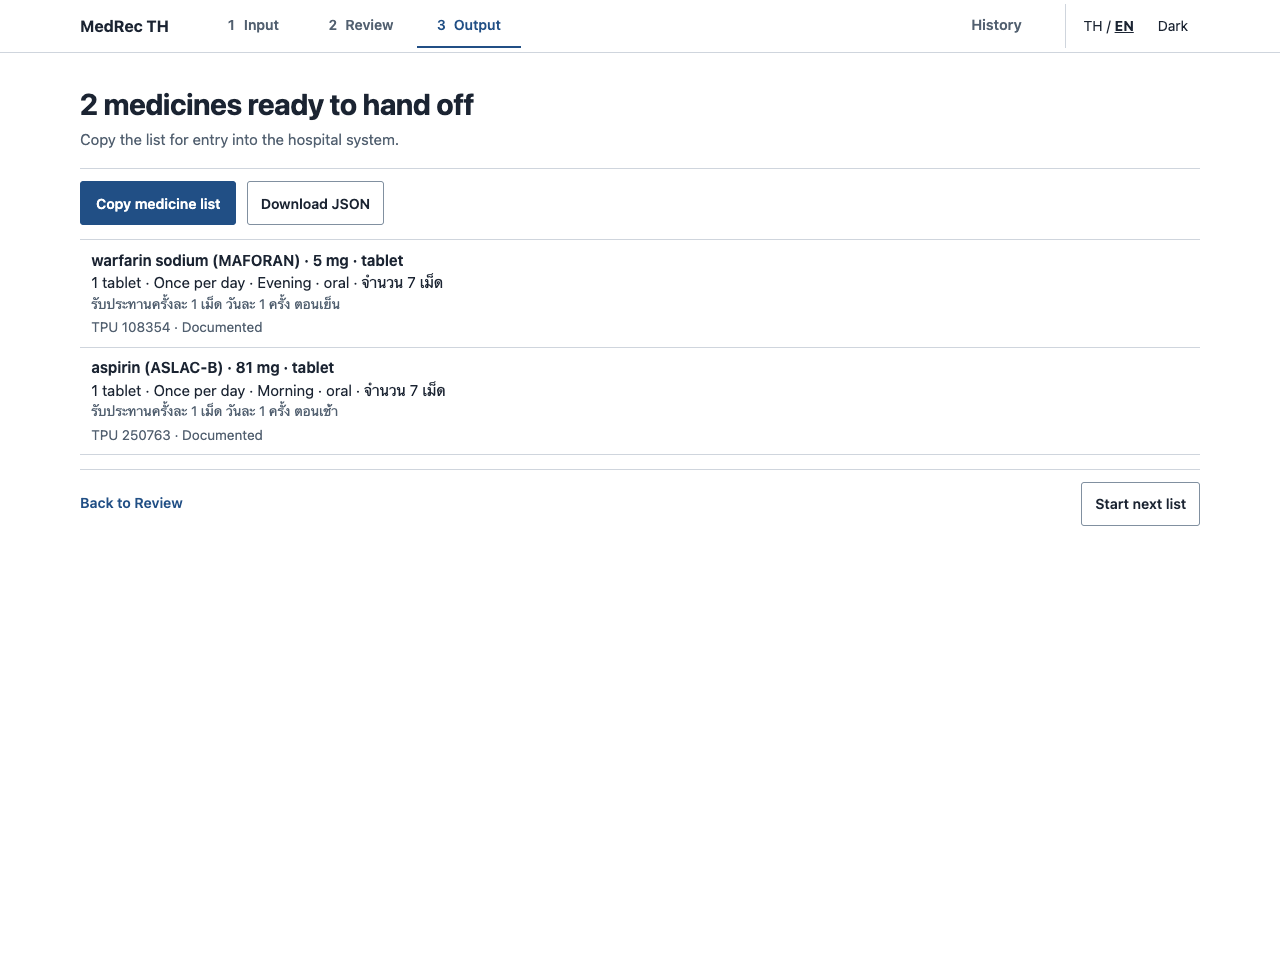 MedRec TH
1 Input
2 Review
3 Output
History
TH / EN
Dark
2 medicines ready to hand off
Copy the list for entry into the hospital system.
Copy medicine list
Download JSON
warfarin sodium (MAFORAN) · 5 mg · tablet
1 tablet · Once per day · Evening · oral · จำนวน 7 เม็ด
รับประทานครั้งละ 1 เม็ด วันละ 1 ครั้ง ตอนเย็น
TPU 108354 · Documented
aspirin (ASLAC-B) · 81 mg · tablet
1 tablet · Once per day · Morning · oral · จำนวน 7 เม็ด
รับประทานครั้งละ 1 เม็ด วันละ 1 ครั้ง ตอนเช้า
TPU 250763 · Documented
Back to Review
Start next list